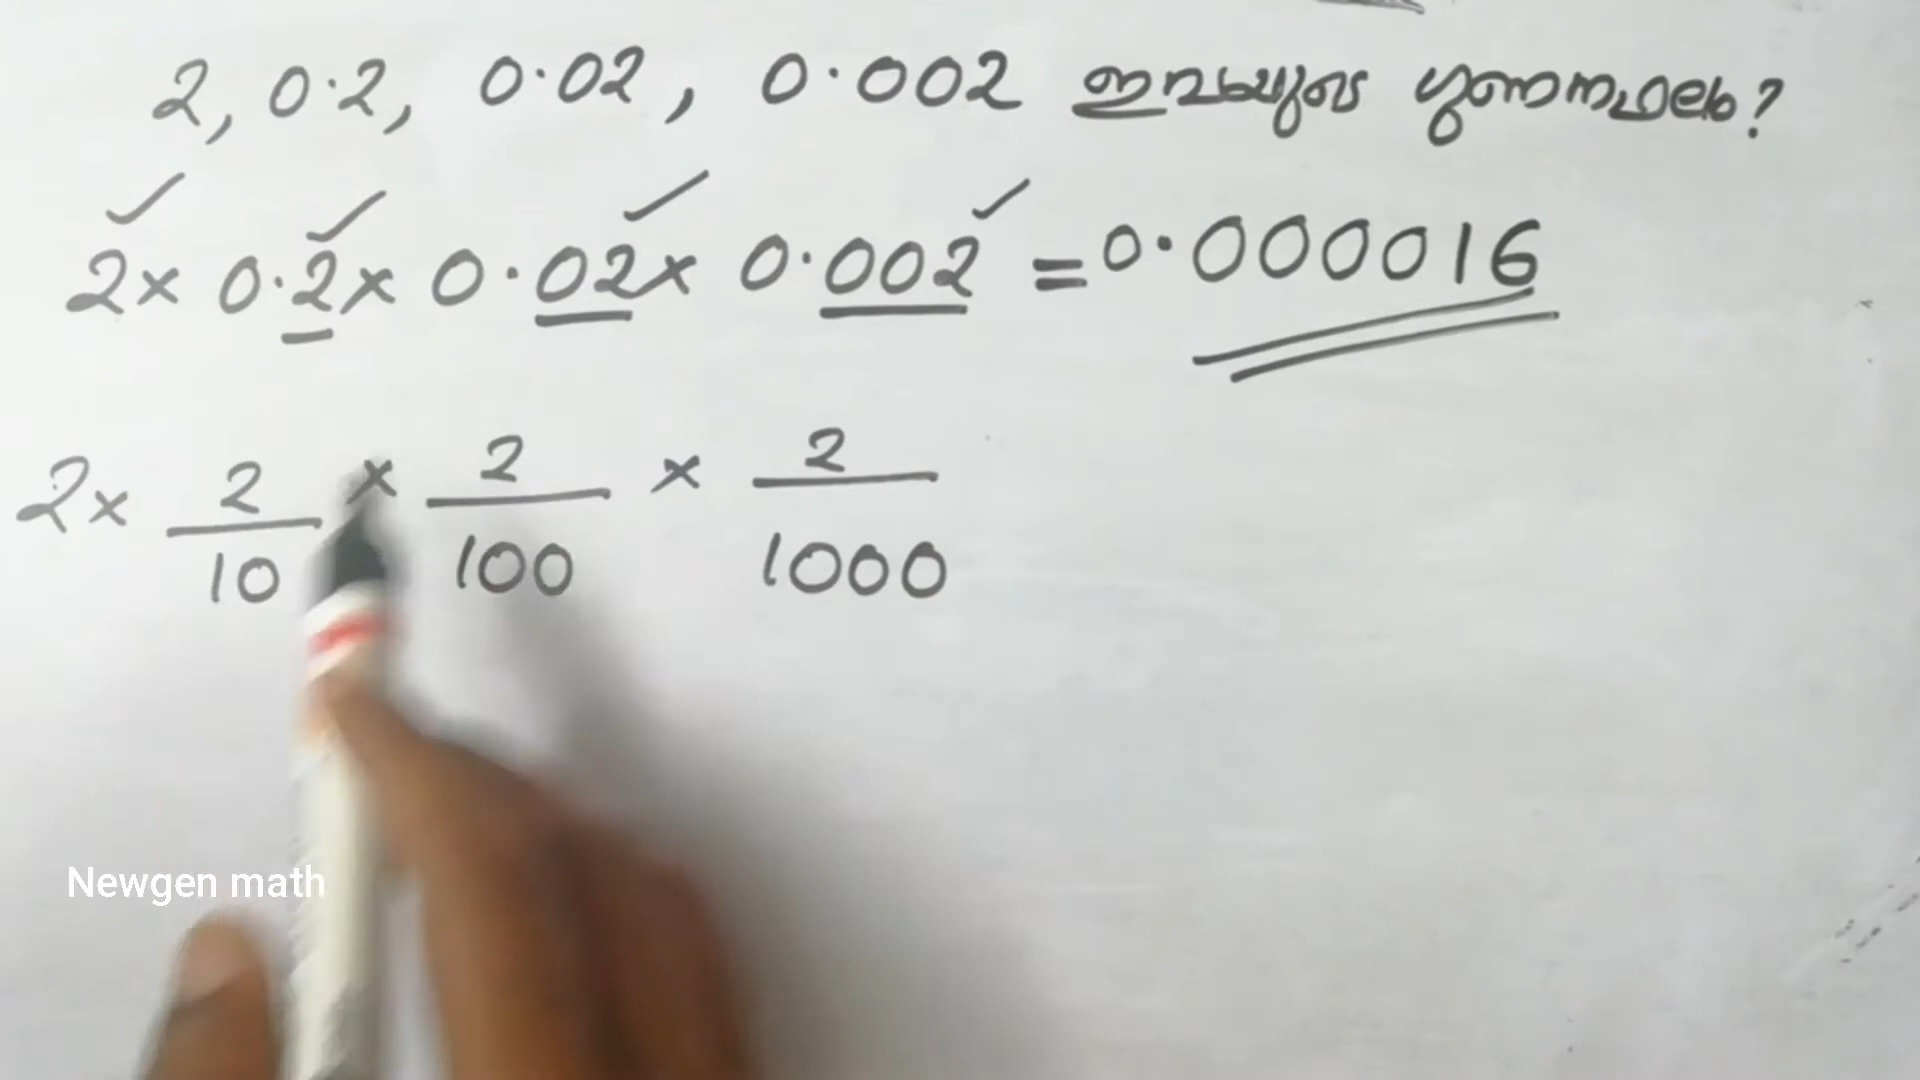 2, 0.2, 0.02, 0.002 ഇവയുടെ ഗുണനഫലം?
2 × 0.2 × 0.02 × 0.002 = 0.000016
2 × 2/10 × 2/100 × 2/1000
Newgen math